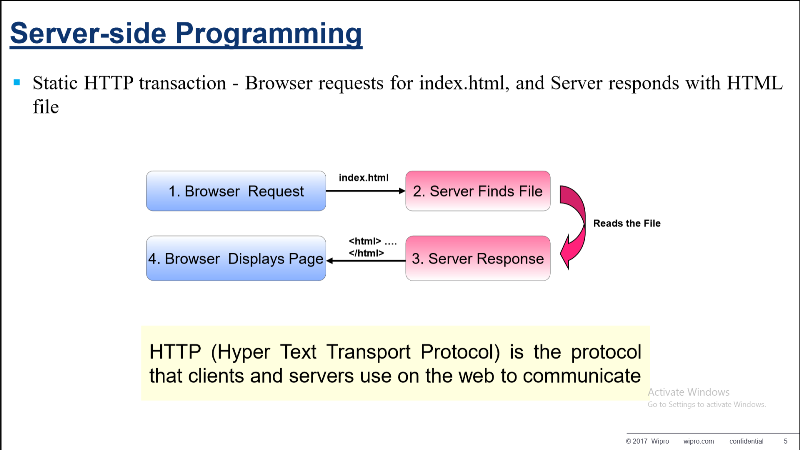 Server-side Programming
Static HTTP transaction - Browser requests for index.html, and Server responds with HTML
file
1. Browser Request
index.html
2. Server Finds File
Reads the File
4. Browser Displays Page
<html> ....
</html>
3. Server Response
HTTP (Hyper Text Transport Protocol) is the protocol
that clients and servers use on the web to communicate
Activate Windows
Go to Settings to activate Windows.
© 2017 Wipro wipro.com confidential 5